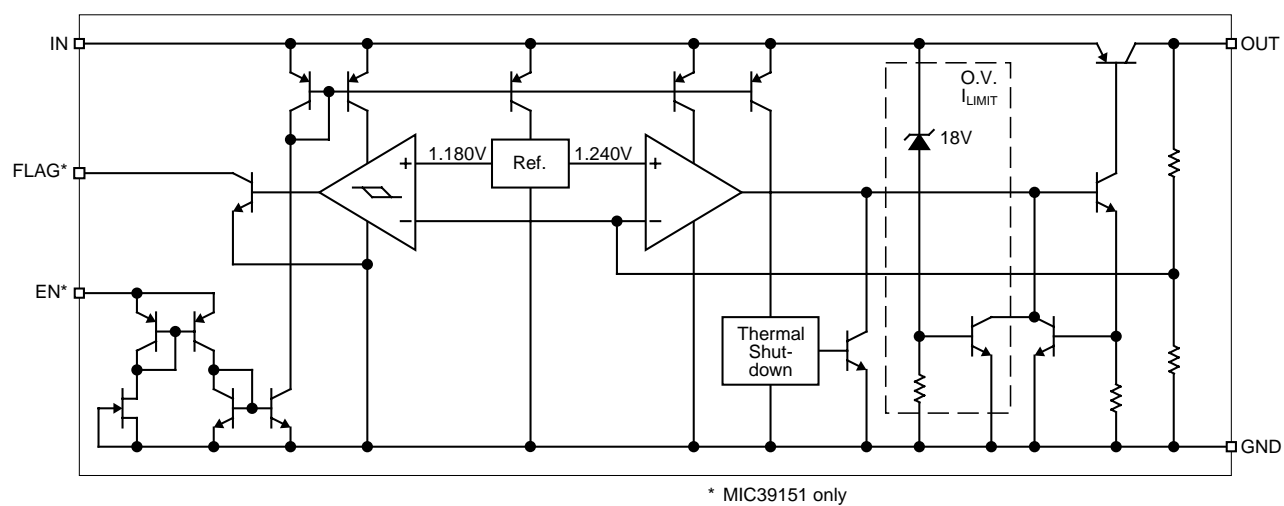 IN
OUT
O.V.
ILIMIT
18V
FLAG*
1.180V
Ref.
1.240V
+
+
−
−
EN*
Thermal
Shut-
down
GND
* MIC39151 only